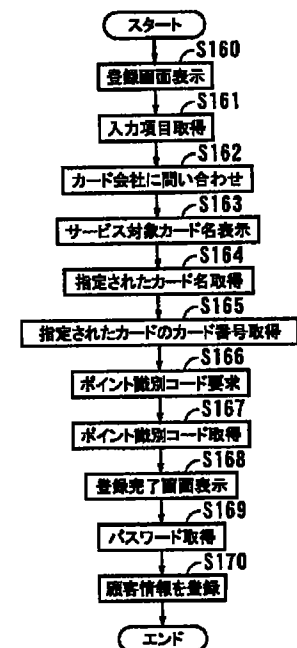 スタート
S160
登録画面表示
S161
入力項目取得
S162
カード会社に問い合わせ
S163
サービス対象カード名表示
S164
指定されたカード名取得
S165
指定されたカードのカード番号取得
S166
ポイント識別コード要求
S167
ポイント識別コード取得
S168
登録完了画面表示
S169
パスワード取得
S170
顧客情報を登録
エンド